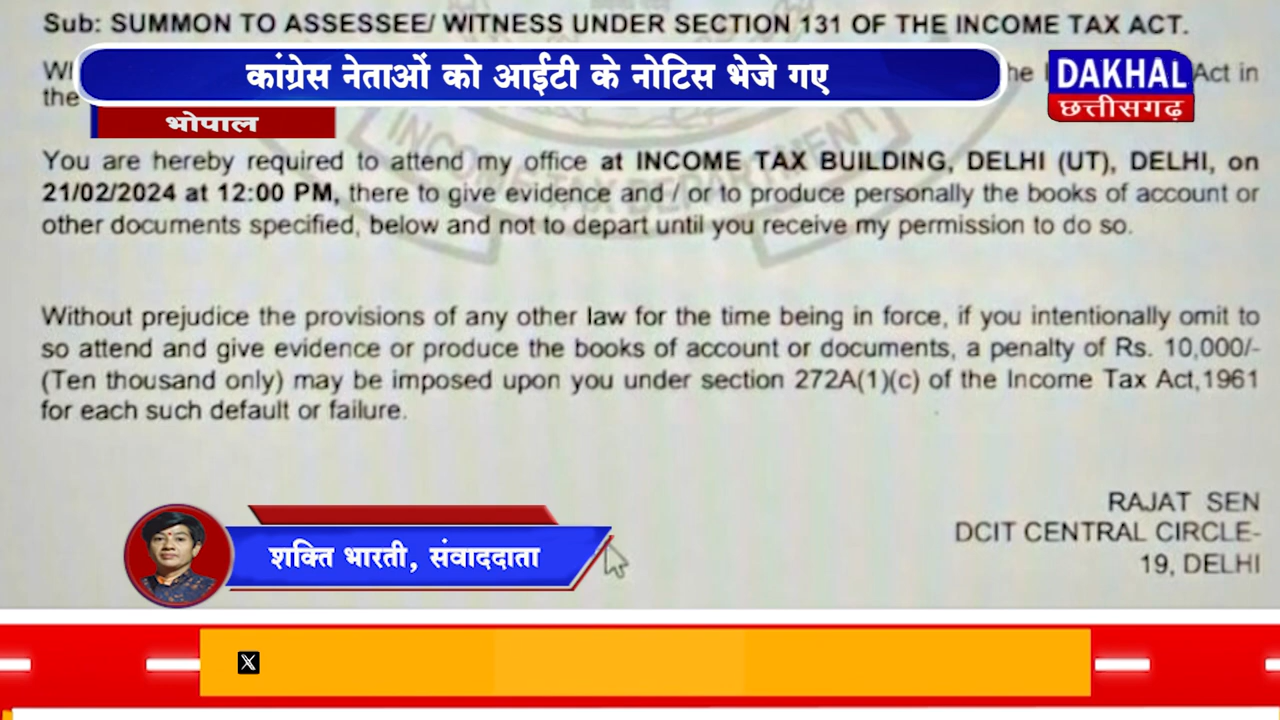 Sub: SUMMON TO ASSESSEE/ WITNESS UNDER SECTION 131 OF THE INCOME TAX ACT.
कांग्रेस नेताओं को आईटी के नोटिस भेजे गए
DAKHAL
छत्तीसगढ़
Act in
the
भोपाल
INCOME TAX DEPARTMENT
You are hereby required to attend my office at INCOME TAX BUILDING, DELHI (UT), DELHI, on
21/02/2024 at 12:00 PM, there to give evidence and / or to produce personally the books of account or
other documents specified, below and not to depart until you receive my permission to do so.
Without prejudice the provisions of any other law for the time being in force, if you intentionally omit to
so attend and give evidence or produce the books of account or documents, a penalty of Rs. 10,000/-
(Ten thousand only) may be imposed upon you under section 272A(1)(c) of the Income Tax Act,1961
for each such default or failure.
RAJAT SEN
DCIT CENTRAL CIRCLE-
19, DELHI
शक्ति भारती, संवाददाता
X